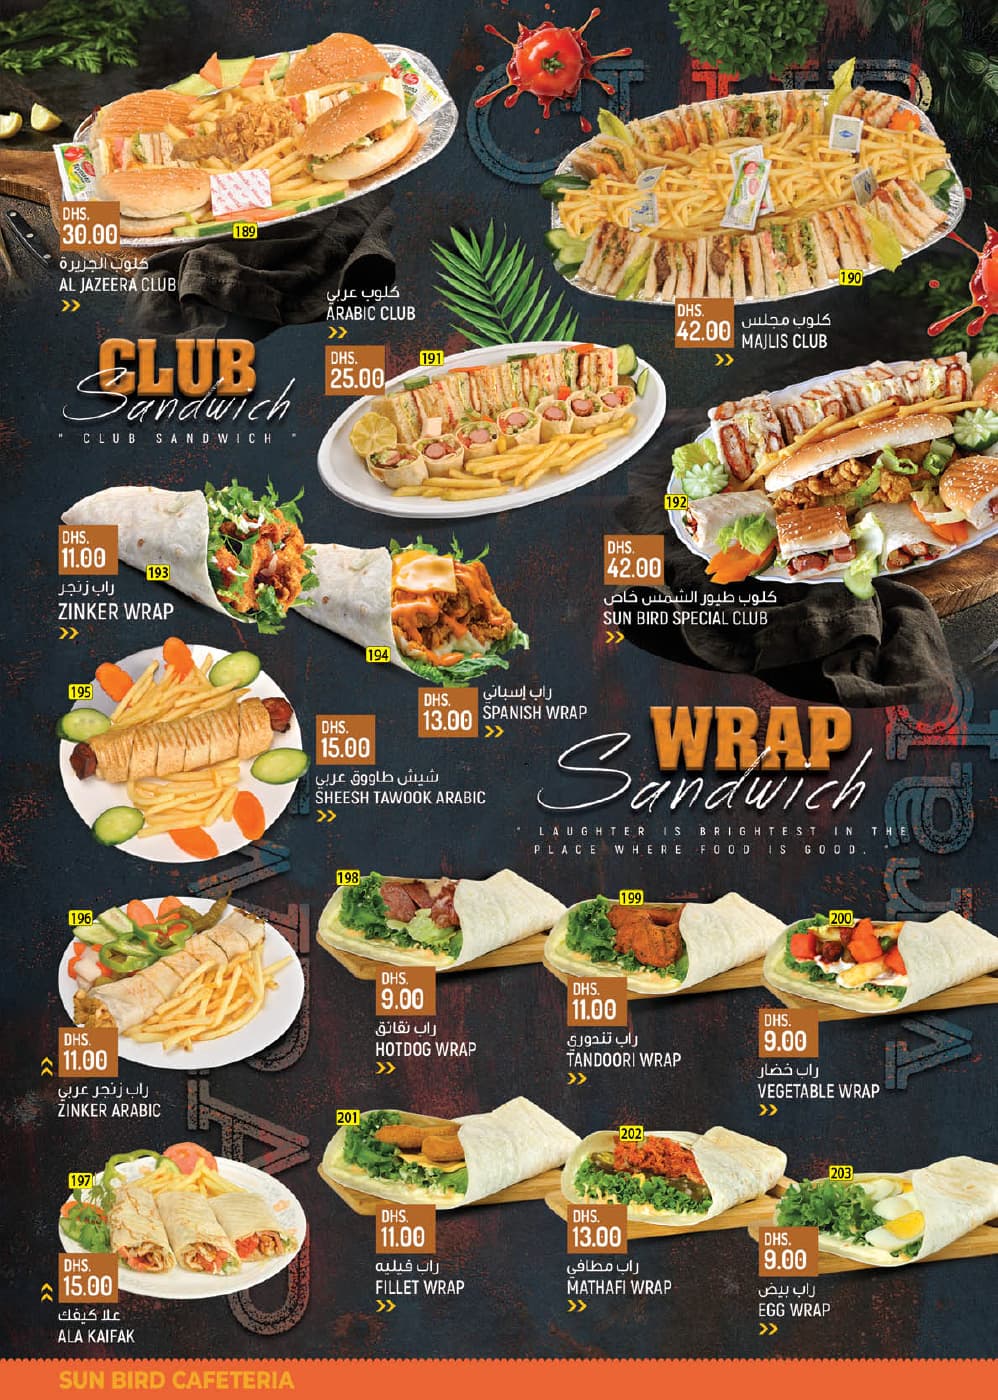 DHS.
30.00
189
كلوب الجزيرة
AL JAZEERA CLUB
190
DHS.
42.00
كلوب مجلس
MAJLIS CLUB
كلوب عربي
ARABIC CLUB
DHS.
25.00
191
CLUB
Sandwich
" CLUB SANDWICH "
192
DHS.
42.00
كلوب طيور الشمس خاص
SUN BIRD SPECIAL CLUB
DHS.
11.00
193
راب زنجر
ZINKER WRAP
194
DHS.
13.00
راب إسباني
SPANISH WRAP
195
DHS.
15.00
شيش طاووق عربي
SHEESH TAWOOK ARABIC
WRAP
Sandwich
" LAUGHTER IS BRIGHTEST IN THE
PLACE WHERE FOOD IS GOOD.
wrap
196
DHS.
11.00
راب زنجر عربي
ZINKER ARABIC
197
DHS.
15.00
علا كيفك
ALA KAIFAK
198
DHS.
9.00
راب نقانق
HOTDOG WRAP
199
DHS.
11.00
راب تندوري
TANDOORI WRAP
200
DHS.
9.00
راب خضار
VEGETABLE WRAP
201
DHS.
11.00
راب فيليه
FILLET WRAP
202
DHS.
13.00
راب مطافي
MATHAFI WRAP
203
DHS.
9.00
راب بيض
EGG WRAP
SUN BIRD CAFETERIA